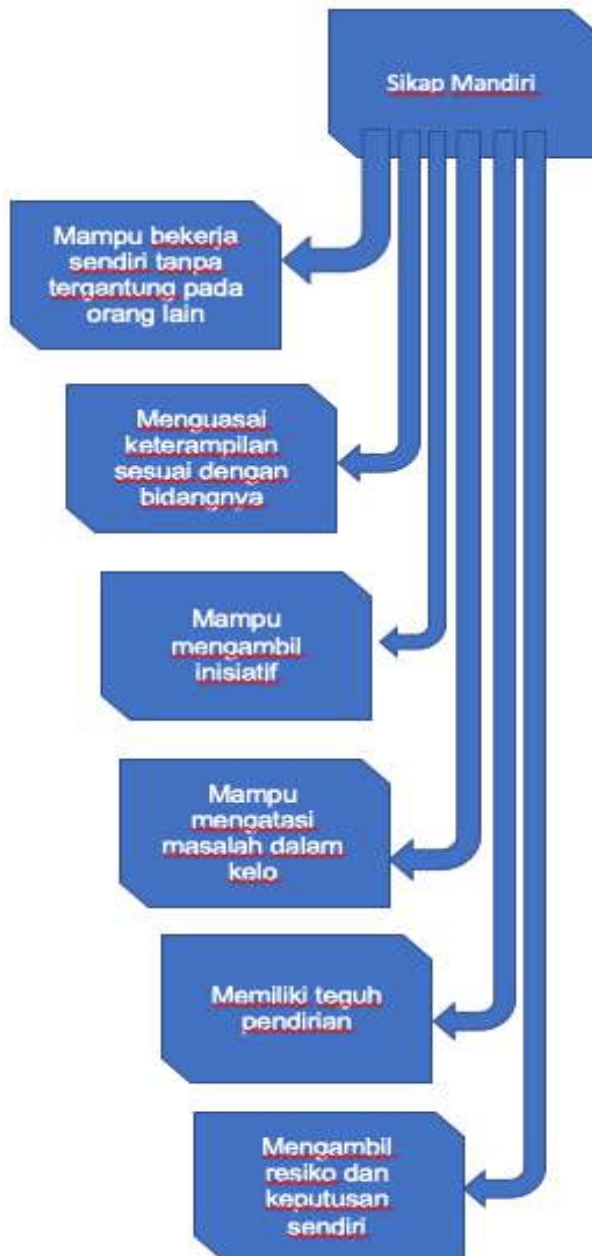 Sikap Mandiri
Mampu bekerja
sendiri tanpa
tergantung pada
orang lain
Menguasai
keterampilan
sesuai dengan
bidangnya
Mampu
mengambil
inisiatif
Mampu
mengatasi
masalah dalam
kelo
Memiliki teguh
pendirian
Mengambil
resiko dan
keputusan
sendiri